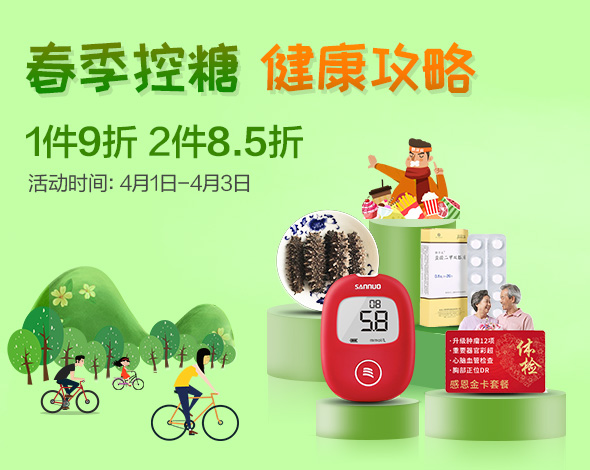 春季控糖 健康攻略
1件9折 2件8.5折
活动时间: 4月1日-4月3日
SANNUO
08
5.8
·升级肿瘤12项
·重要器官彩超
·心脑血管检查
·胸部正位DR
体检
感恩金卡套餐